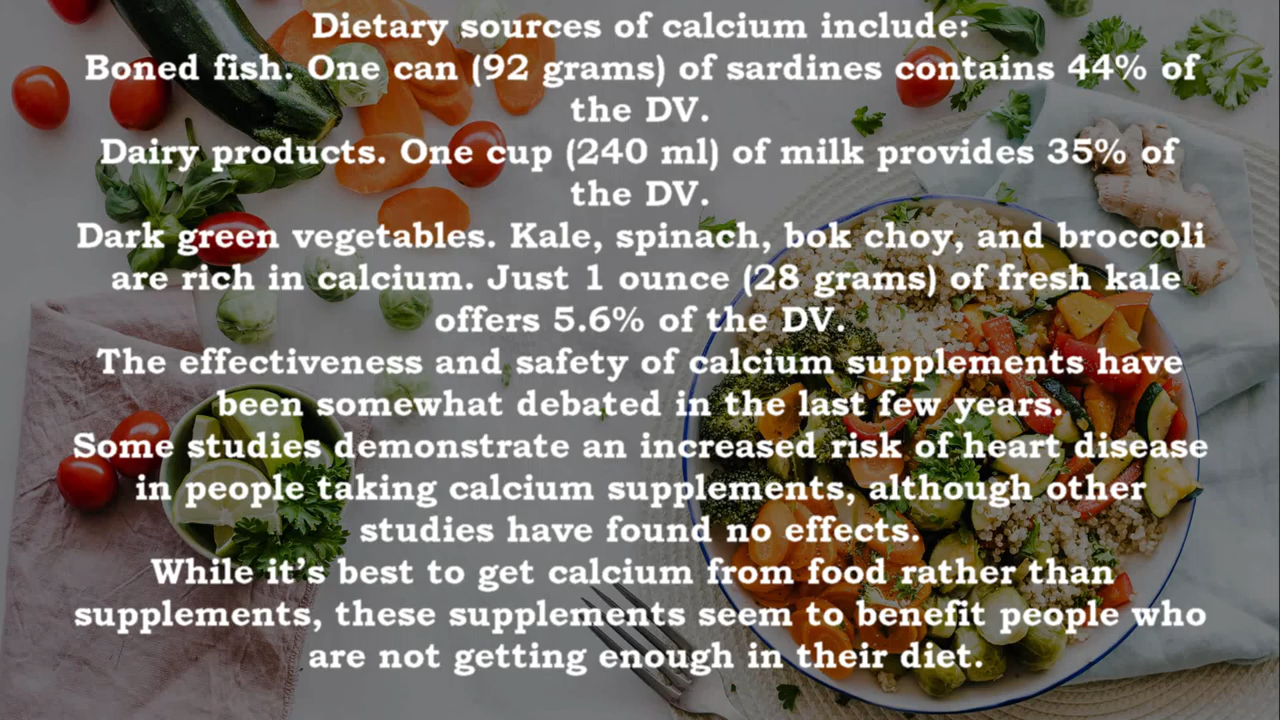 Dietary sources of calcium include:
Boned fish. One can (92 grams) of sardines contains 44% of
the DV.
Dairy products. One cup (240 ml) of milk provides 35% of
the DV.
Dark green vegetables. Kale, spinach, bok choy, and broccoli
are rich in calcium. Just 1 ounce (28 grams) of fresh kale
offers 5.6% of the DV.
The effectiveness and safety of calcium supplements have
been somewhat debated in the last few years.
Some studies demonstrate an increased risk of heart disease
in people taking calcium supplements, although other
studies have found no effects.
While it’s best to get calcium from food rather than
supplements, these supplements seem to benefit people who
are not getting enough in their diet.